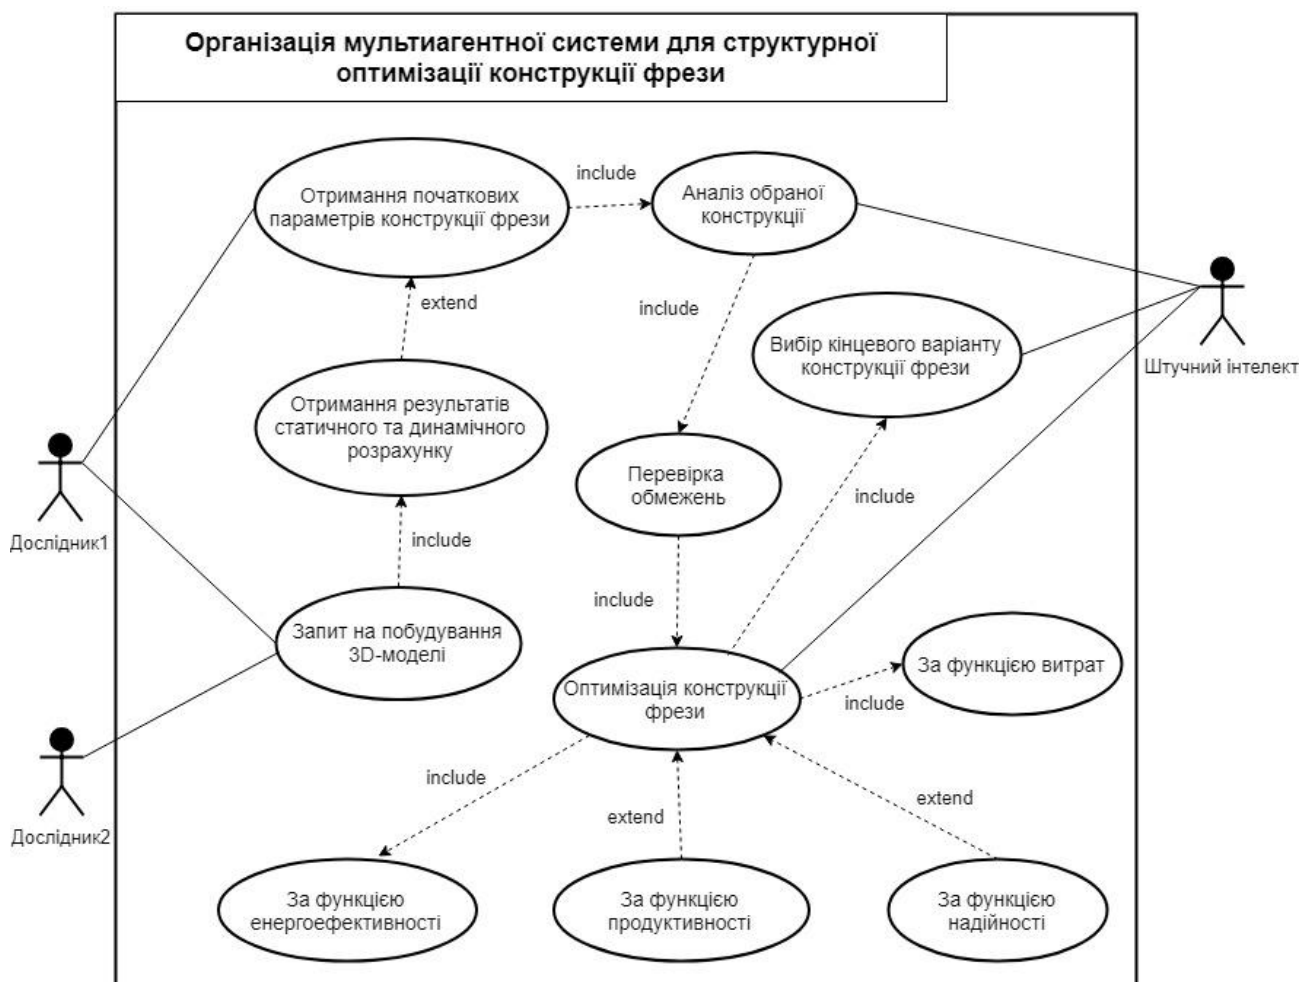 Організація мультиагентної системи для структурної
оптимізації конструкції фрези
Отримання початкових
параметрів конструкції фрези
include
Аналіз обраної
конструкції
extend
include
Вибір кінцевого варіанту
конструкції фрези
Штучний інтелект
Отримання результатів
статичного та динамічного
розрахунку
Перевірка
обмежень
include
Дослідник1
include
include
Запит на побудування
3D-моделі
За функцією витрат
Оптимізація конструкції
фрези
include
include
extend
extend
Дослідник2
За функцією
енергоефективності
За функцією
продуктивності
За функцією
надійності